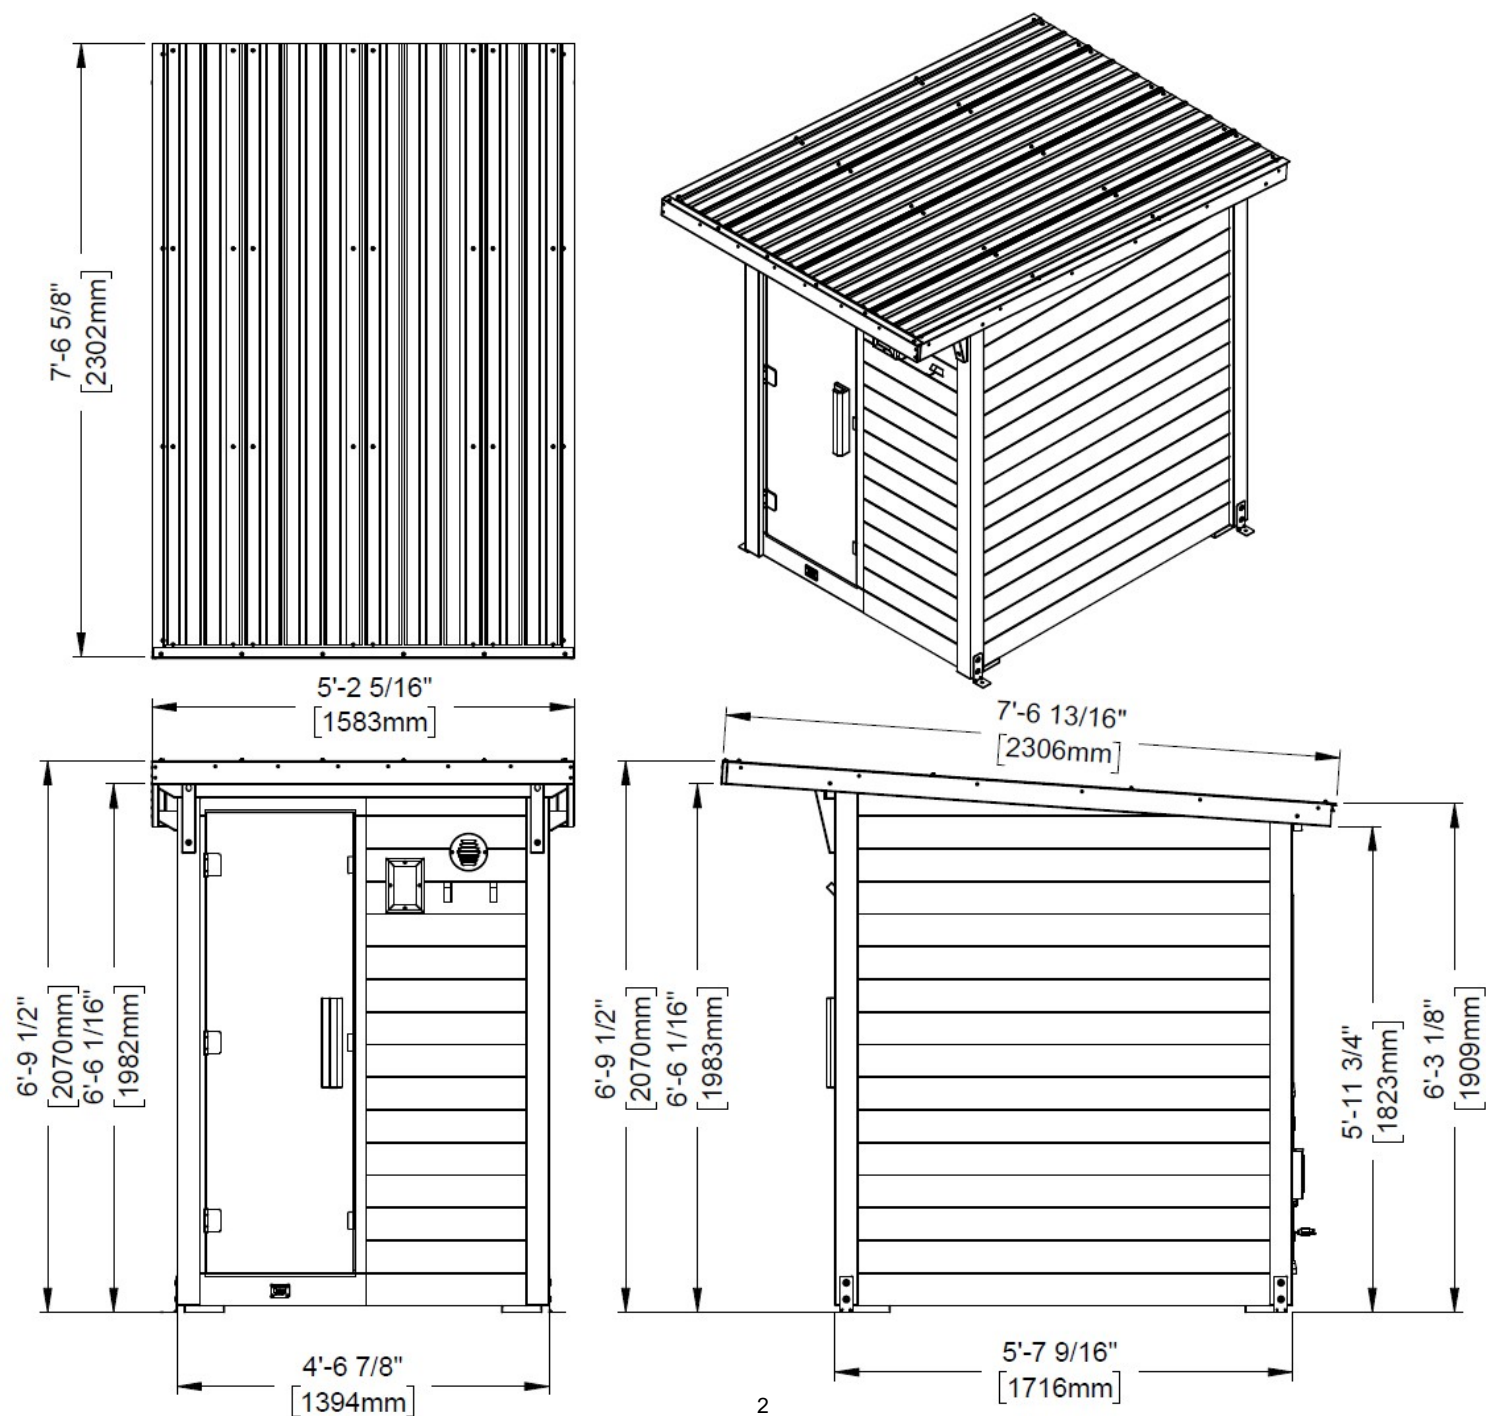 7'-6 5/8"
[2302mm]
5'-2 5/16"
[1583mm]
7'-6 13/16"
[2306mm]
6'-9 1/2"
[2070mm]
6'-6 1/16"
[1982mm]
6'-9 1/2"
[2070mm]
6'-6 1/16"
[1983mm]
5'-11 3/4"
[1823mm]
6'-3 1/8"
[1909mm]
4'-6 7/8"
[1394mm]
5'-7 9/16"
[1716mm]
2